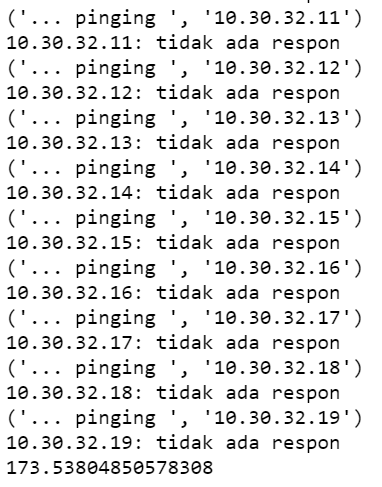 ('... pinging ', '10.30.32.11')
10.30.32.11: tidak ada respon
('... pinging ', '10.30.32.12')
10.30.32.12: tidak ada respon
('... pinging ', '10.30.32.13')
10.30.32.13: tidak ada respon
('... pinging ', '10.30.32.14')
10.30.32.14: tidak ada respon
('... pinging ', '10.30.32.15')
10.30.32.15: tidak ada respon
('... pinging ', '10.30.32.16')
10.30.32.16: tidak ada respon
('... pinging ', '10.30.32.17')
10.30.32.17: tidak ada respon
('... pinging ', '10.30.32.18')
10.30.32.18: tidak ada respon
('... pinging ', '10.30.32.19')
10.30.32.19: tidak ada respon
173.53804850578308